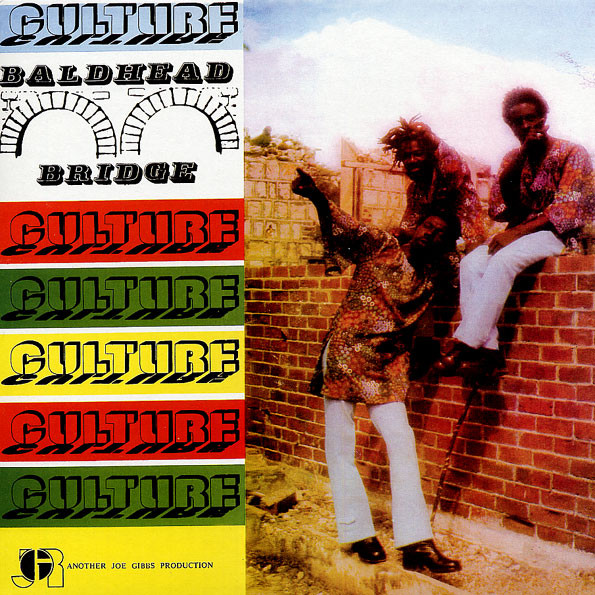 CULTURE
BALDHEAD
BRIDGE
CULTURE
CULTURE
CULTURE
CULTURE
CULTURE
JGR ANOTHER JOE GIBBS PRODUCTION